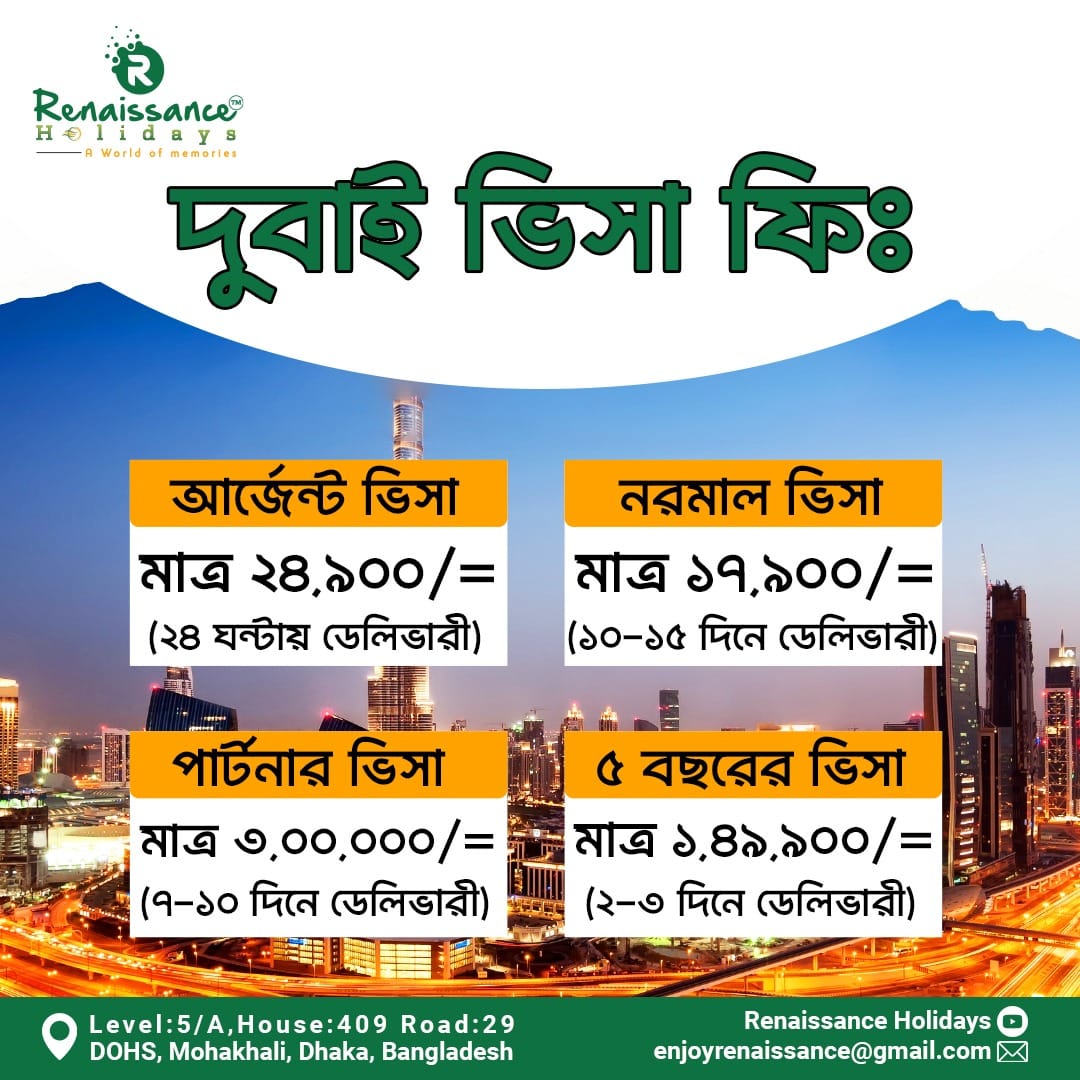 Renaissance™
Holidays
A World of memories
দুবাই ভিসা ফিঃ
আর্জেন্ট ভিসা
মাত্র ২৪,৯০০/=
(২৪ ঘন্টায় ডেলিভারী)
নরমাল ভিসা
মাত্র ১৭,৯০০/=
(১০-১৫ দিনে ডেলিভারী)
পার্টনার ভিসা
মাত্র ৩,০০,০০০/=
(৭-১০ দিনে ডেলিভারী)
৫ বছরের ভিসা
মাত্র ১,৪৯,৯০০/=
(২-৩ দিনে ডেলিভারী)
Level:5/A,House:409 Road:29
DOHS, Mohakhali, Dhaka, Bangladesh
Renaissance Holidays
enjoyrenaissance@gmail.com